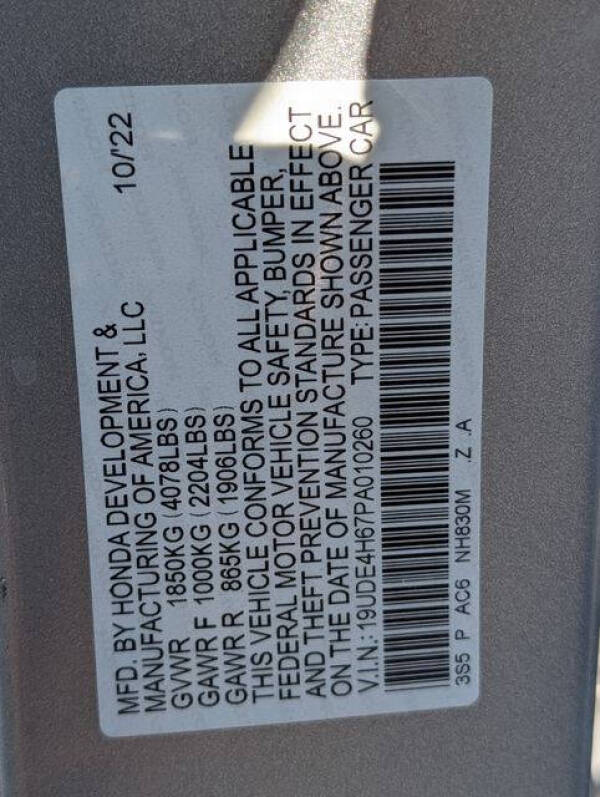 MFD. BY HONDA DEVELOPMENT &
MANUFACTURING OF AMERICA, LLC 10/'22
GVWR 1850KG (4078LBS)
GAWR F 1000KG (2204LBS)
GAWR R 865KG (1906LBS)
THIS VEHICLE CONFORMS TO ALL APPLICABLE
FEDERAL MOTOR VEHICLE SAFETY, BUMPER,
AND THEFT PREVENTION STANDARDS IN EFFECT
ON THE DATE OF MANUFACTURE SHOWN ABOVE.
V.I.N.: 19UDE4H67PA010260 TYPE: PASSENGER CAR
3S5 P AC6 NH830M .Z .A